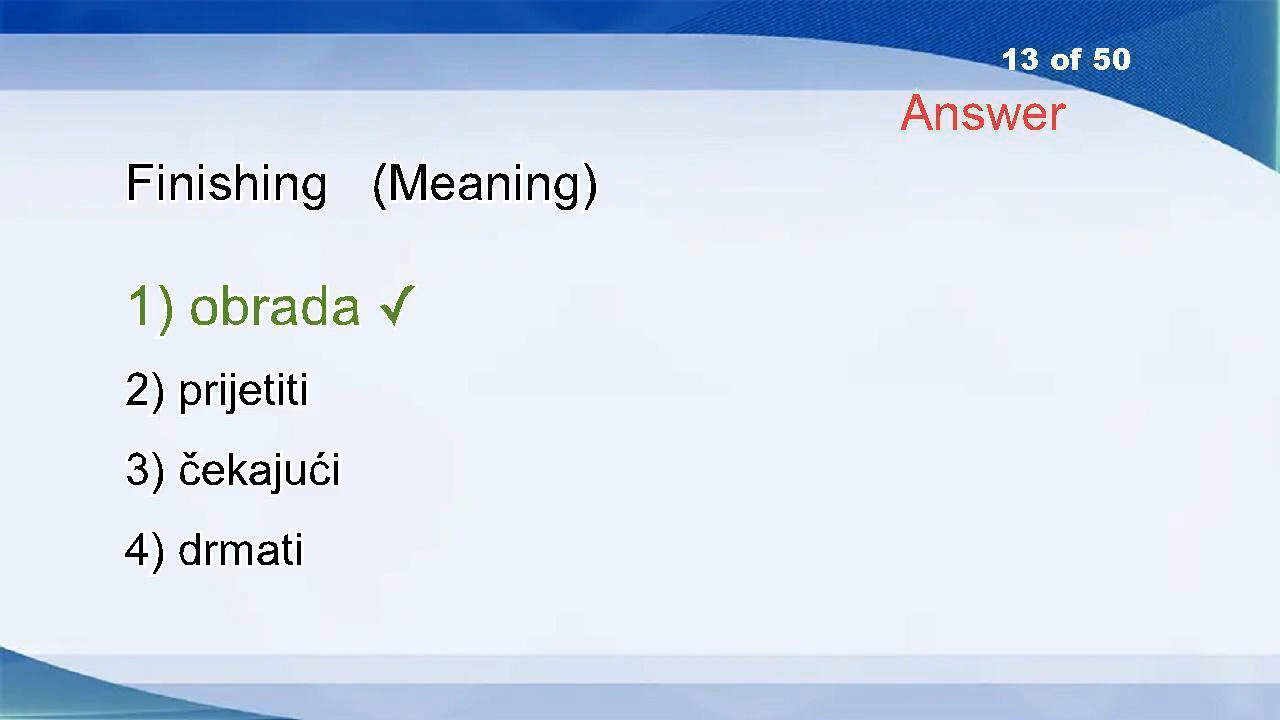 13 of 50
Answer
Finishing (Meaning)
1) obrada ✓
2) prijetiti
3) čekajući
4) drmati